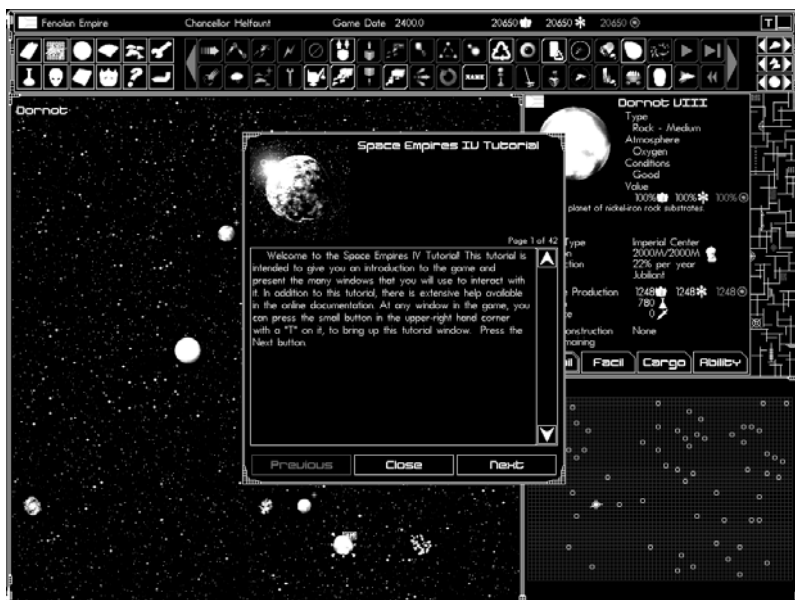 Fenolan Empire Chancellor Helfaunt Game Date 2400.0 20650 20650 20650 T
NAME
Dornot
Dornot VIII
Type
Rock - Medium
Atmosphere
Oxygen
Conditions
Good
Value
100% 100% 100%
planet of nickel-iron rock substrates.
Type Imperial Center
2000M/2000M
22% per year
Jubilant
Production 1248 1248 1248
780
0
None
Facil Cargo Ability
Space Empires IV Tutorial
Page 1 of 42
Welcome to the Space Empires IV Tutorial! This tutorial is
intended to give you an introduction to the game and
present the many windows that you will use to interact with
it. In addition to this tutorial, there is extensive help available
in the online documentation. At any window in the game, you
can press the small button in the upper-right hand corner
with a "T" on it, to bring up this tutorial window. Press the
Next button
Previous Close Next